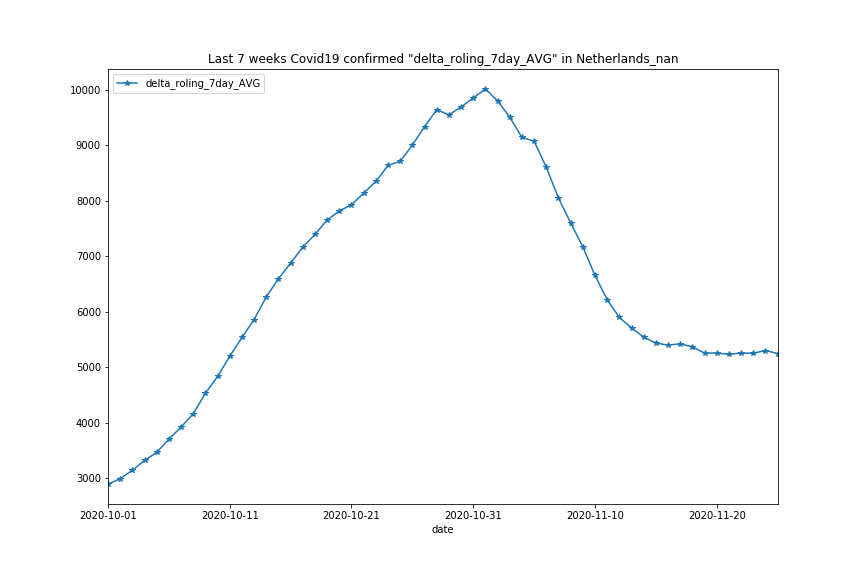 Last 7 weeks Covid19 confirmed "delta_roling_7day_AVG" in Netherlands_nan
delta_roling_7day_AVG
10000
9000
8000
7000
6000
5000
4000
3000
2020-10-01 2020-10-11 2020-10-21 2020-10-31 2020-11-10 2020-11-20
date